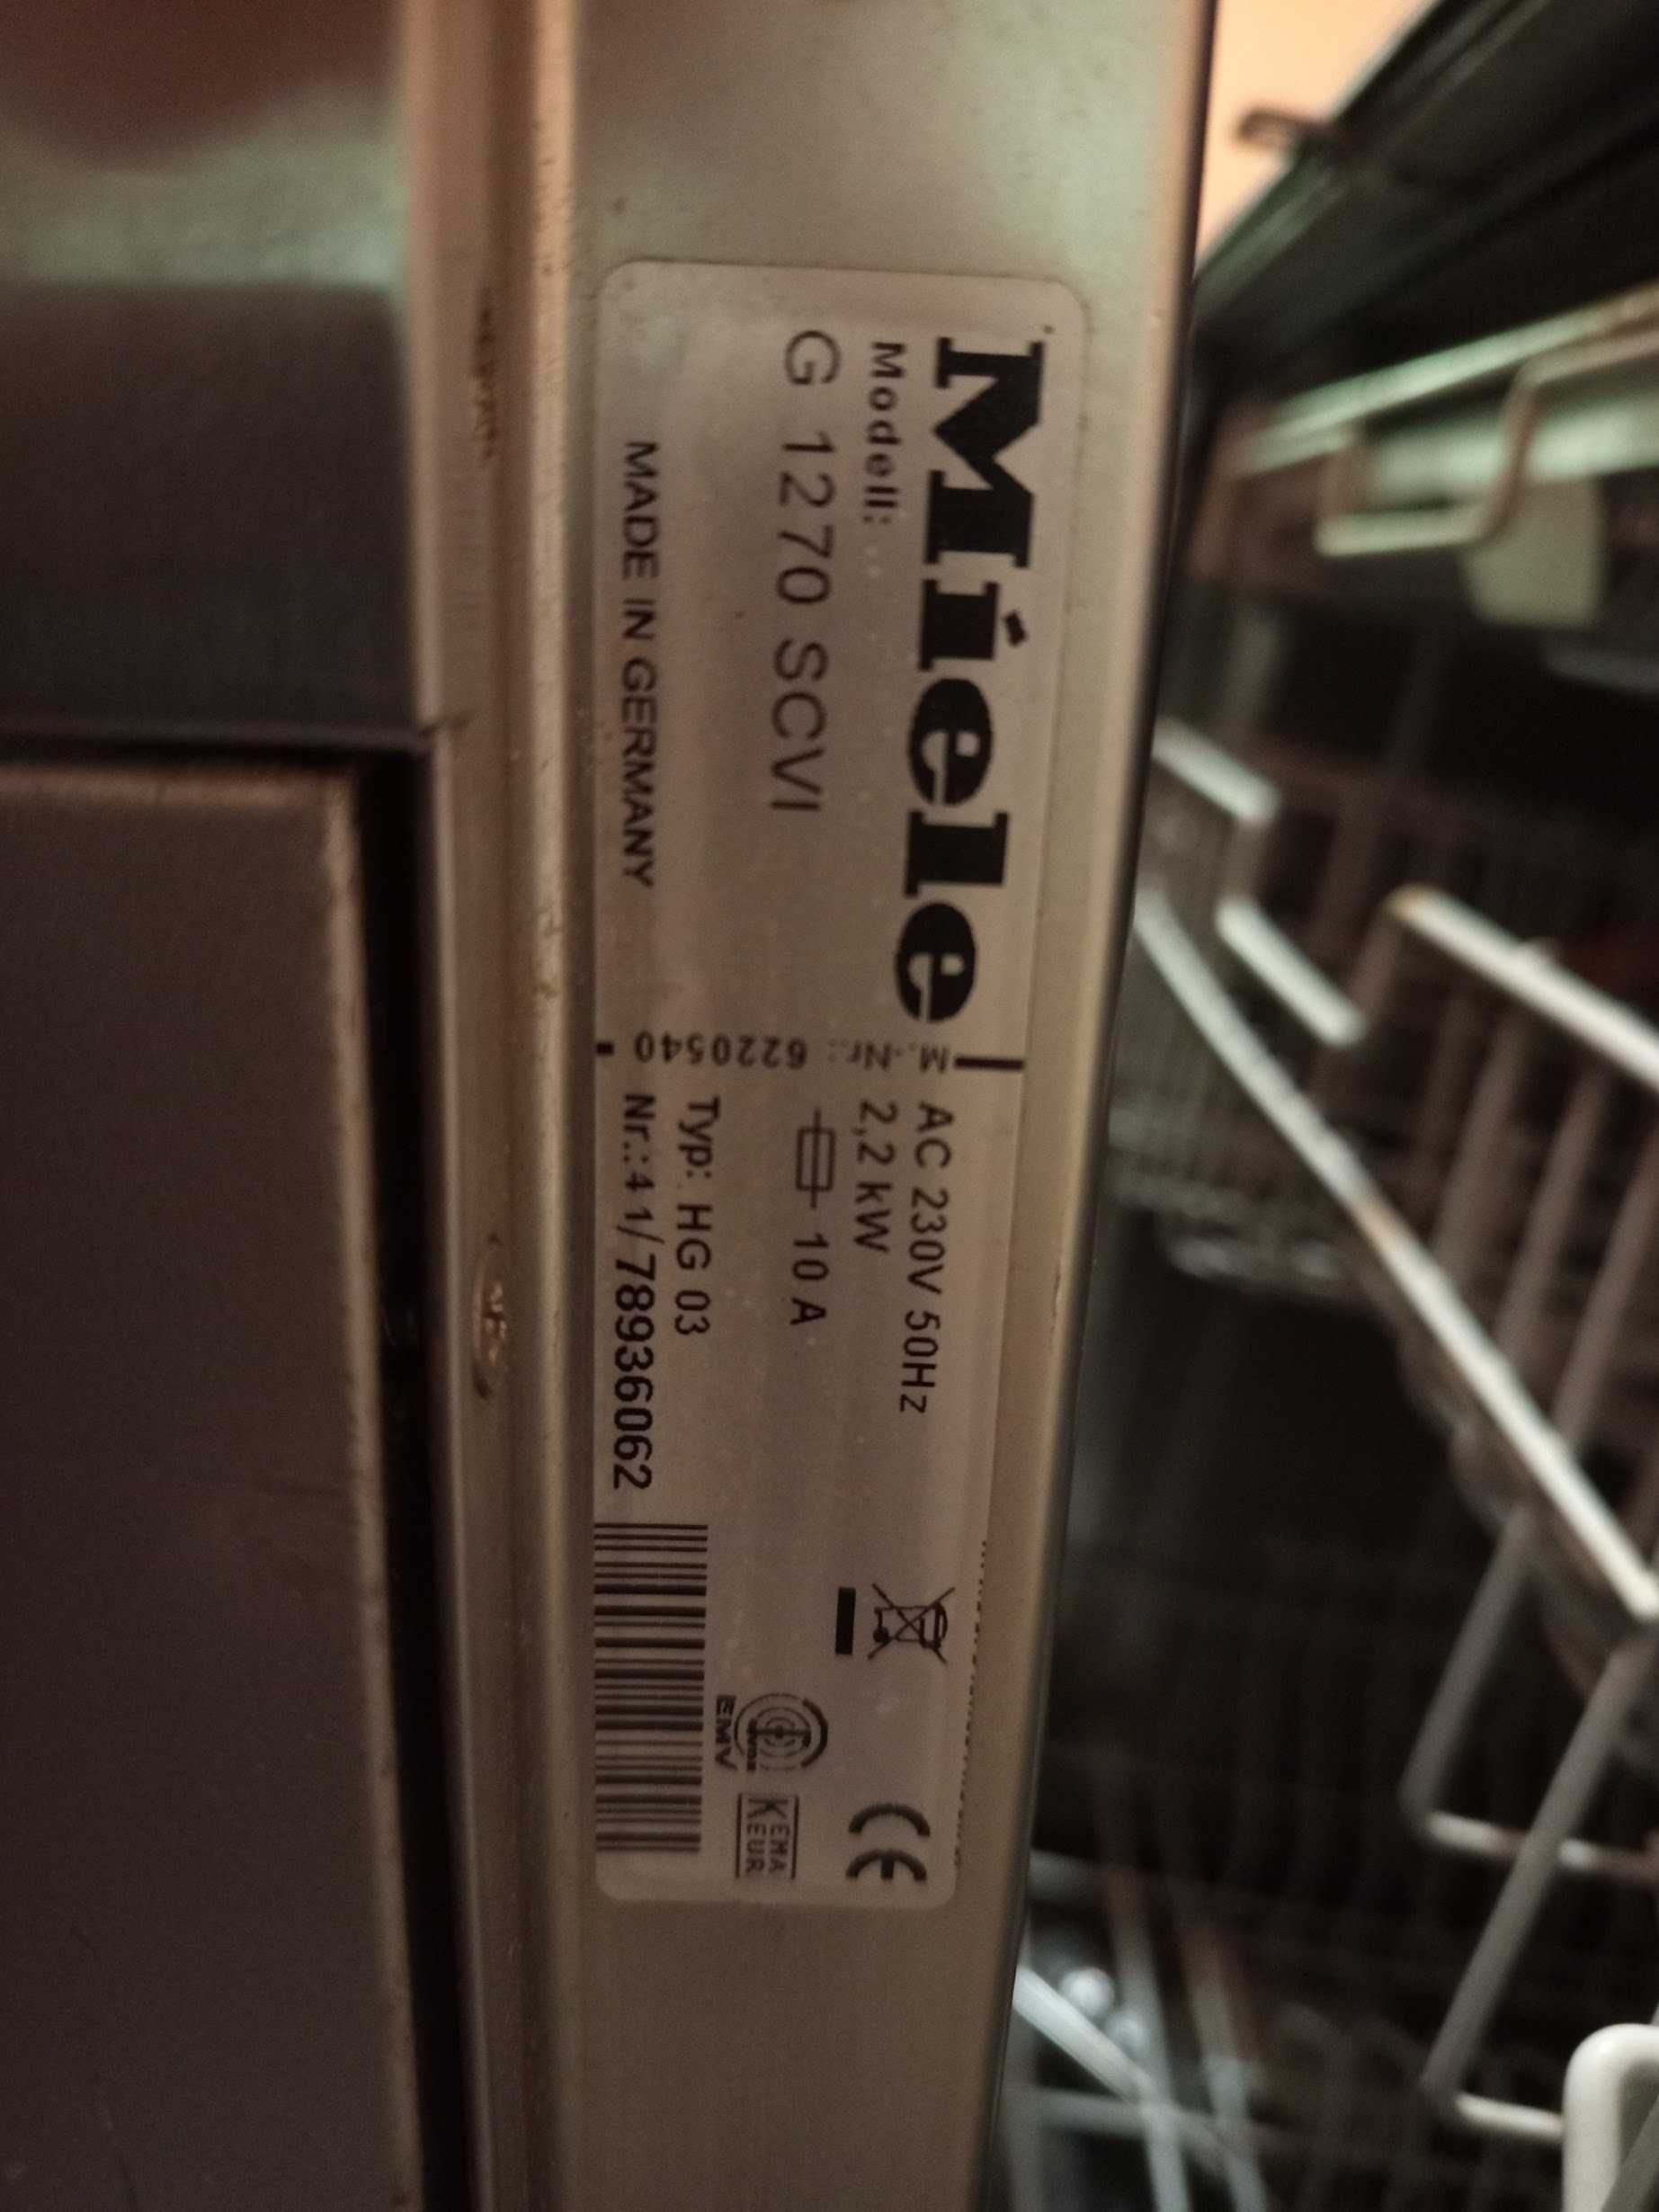 Miele
Modell:
G 1270 SCVI
MADE IN GERMANY
M.-Nr.: 6220540
AC 230V 50Hz
2,2 kW
10 A
Typ: HG 03
Nr.: 41/78936062
CE
EMV
KEMA
KEUR